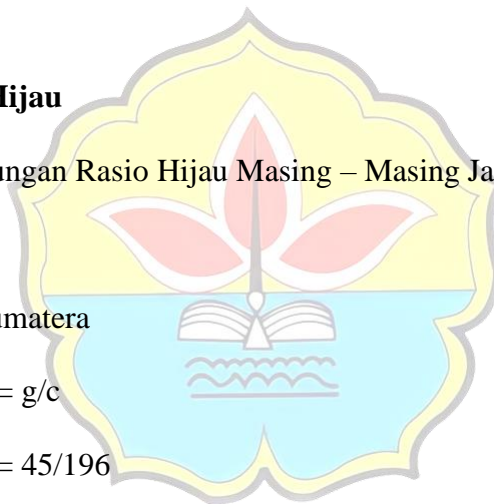 Hijau
ungan Rasio Hijau Masing – Masing Ja
umatera
= g/c
= 45/196